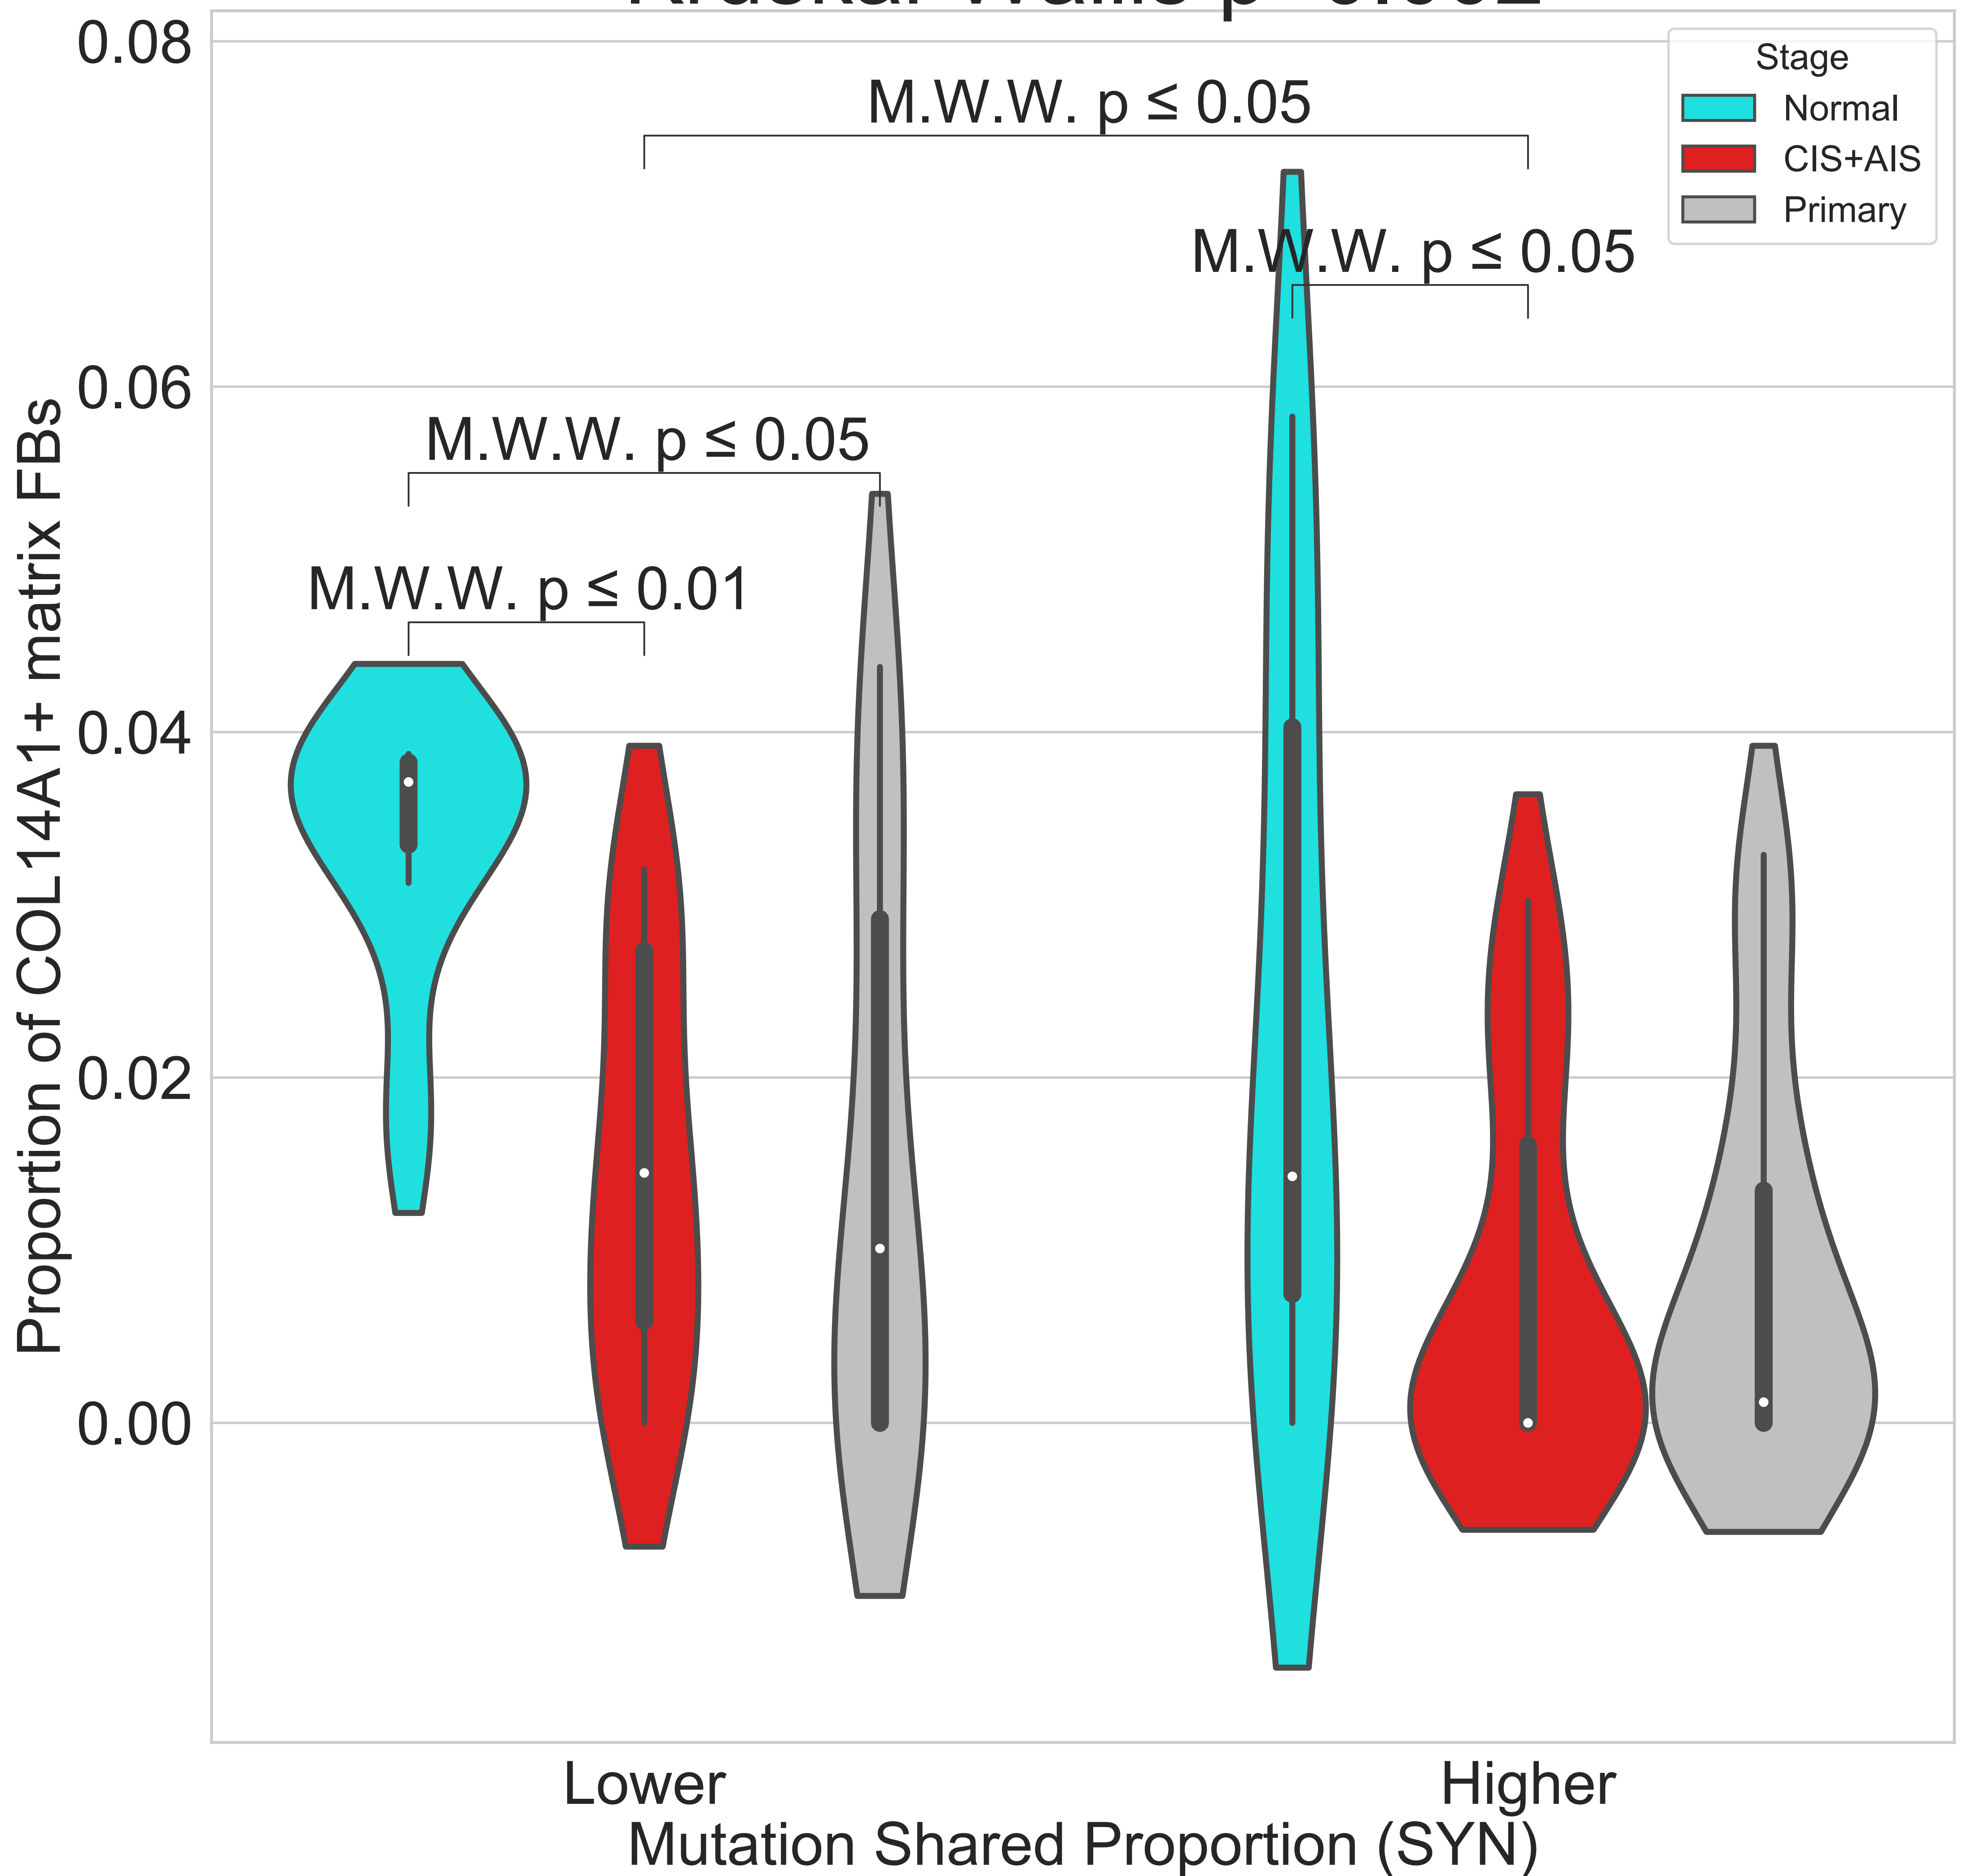 0.08
0.06
0.04
0.02
0.00
Proportion of COL14A1+ matrix FBs
M.W.W. p ≤ 0.05
M.W.W. p ≤ 0.05
M.W.W. p ≤ 0.05
M.W.W. p ≤ 0.01
Stage
Normal
CIS+AIS
Primary
Lower
Higher
Mutation Shared Proportion (SYN)